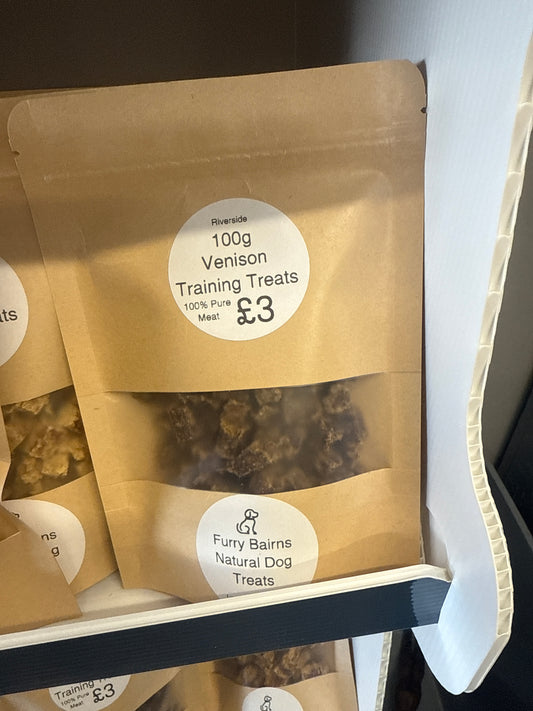 Riverside
100g
Venison
Training Treats
100% Pure
Meat
£3
Furry Bairns
Natural Dog
Treats
Training
100% Pure
Meat
£3